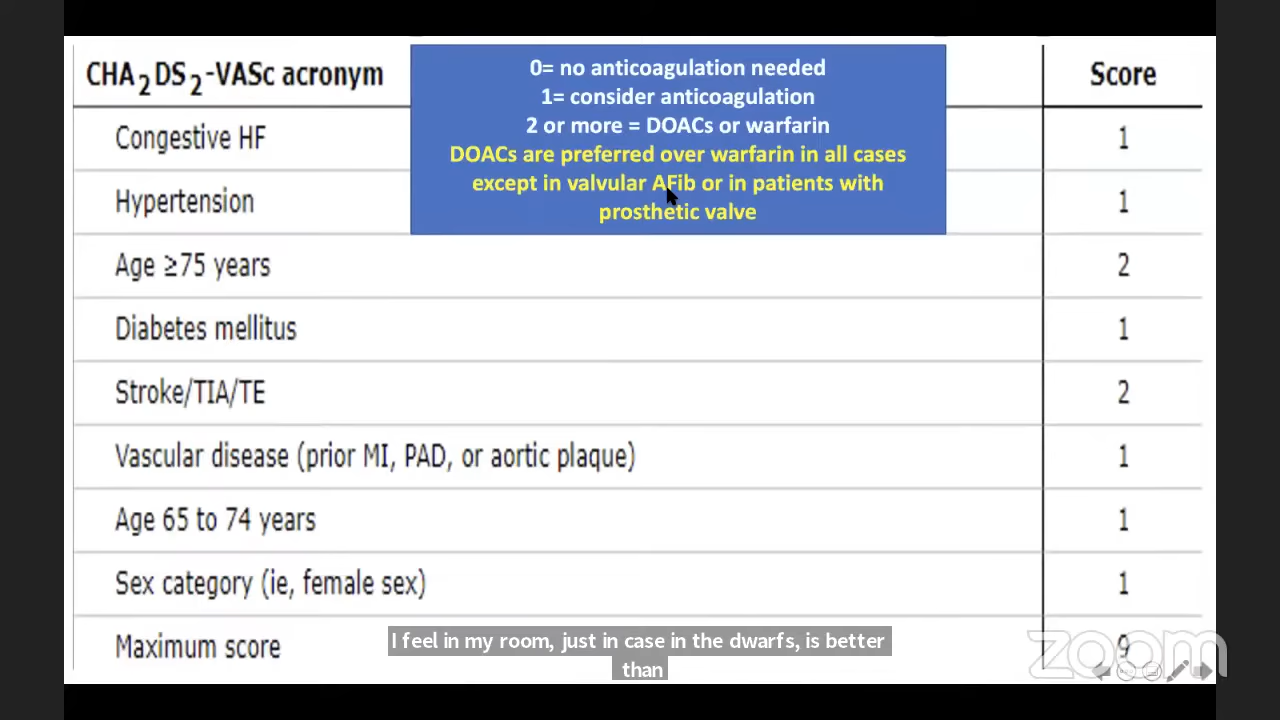 CHA2DS2-VASc acronym
0= no anticoagulation needed
1= consider anticoagulation
2 or more = DOACs or warfarin
DOACs are preferred over warfarin in all cases
except in valvular AFib or in patients with
prosthetic valve
Score
Congestive HF 1
Hypertension 1
Age ≥75 years 2
Diabetes mellitus 1
Stroke/TIA/TE 2
Vascular disease (prior MI, PAD, or aortic plaque) 1
Age 65 to 74 years 1
Sex category (ie, female sex) 1
Maximum score 9
I feel in my room, just in case in the dwarfs, is better
than
zoom